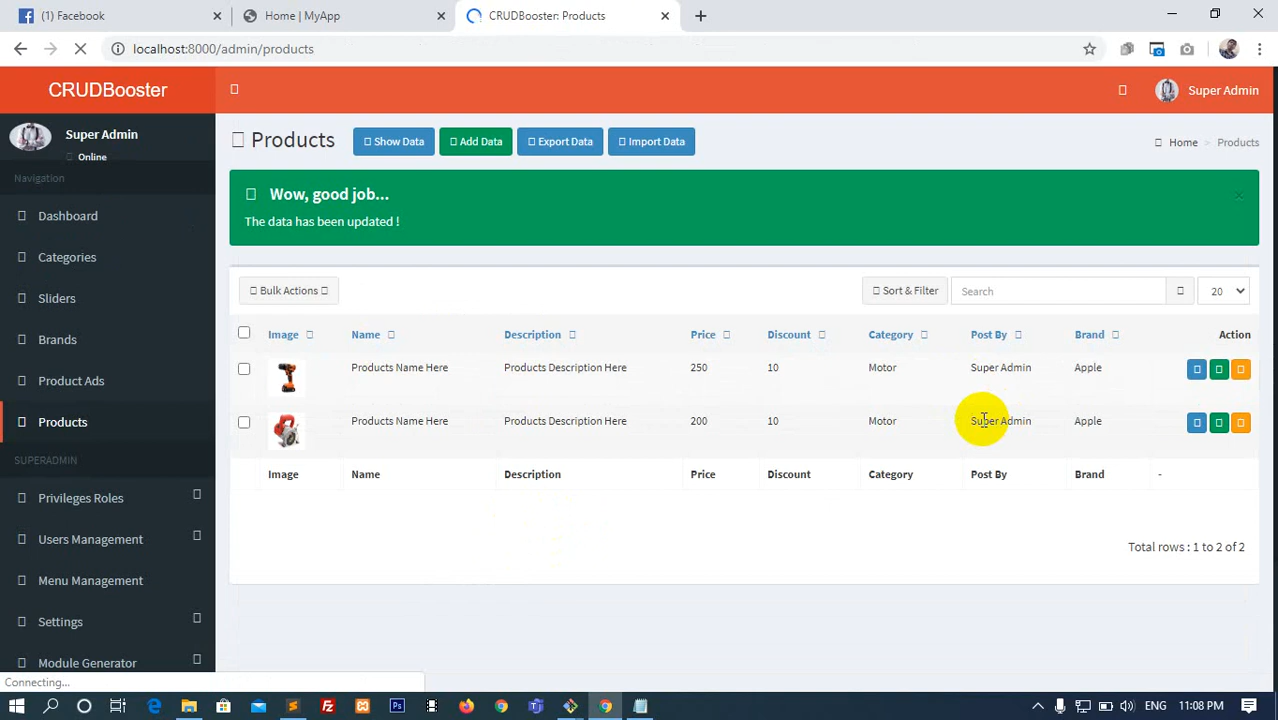 (1) Facebook
Home | MyApp
CRUDBooster: Products
localhost:8000/admin/products
CRUDBooster
Super Admin
Super Admin
Online
Products
Show Data
Add Data
Export Data
Import Data
Home > Products
Navigation
Wow, good job...
The data has been updated !
Dashboard
Categories
Sliders
Brands
Product Ads
Products
SUPERADMIN
Privileges Roles
Users Management
Menu Management
Settings
Module Generator
Bulk Actions
Sort & Filter
Search
20
Image Name Description Price Discount Category Post By Brand Action
Products Name Here Products Description Here 250 10 Motor Super Admin Apple
Products Name Here Products Description Here 200 10 Motor Super Admin Apple
Image Name Description Price Discount Category Post By Brand -
Total rows : 1 to 2 of 2
Connecting...
ENG 11:08 PM